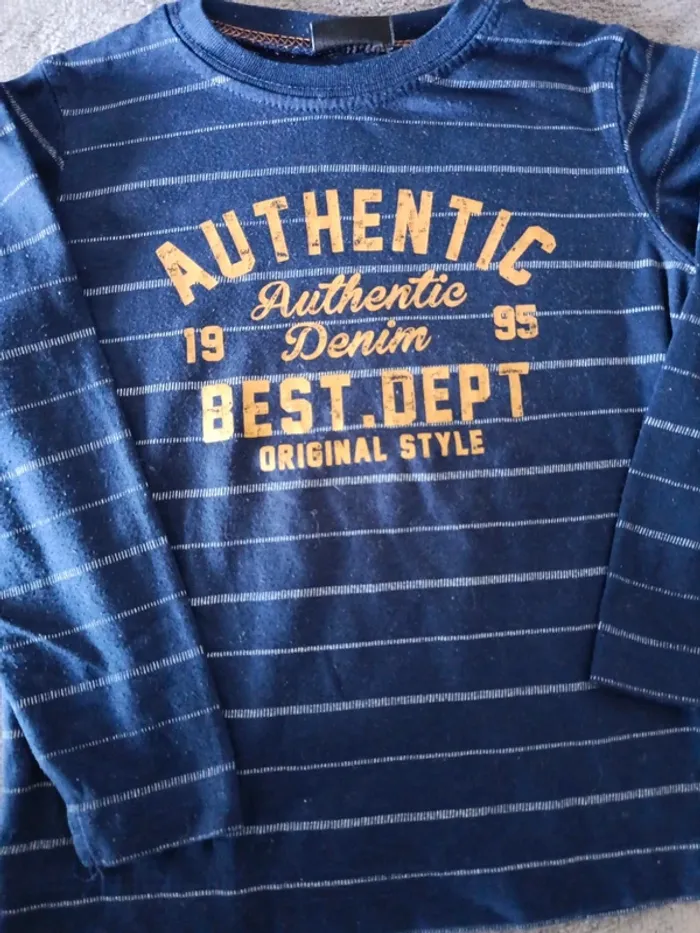 AUTHENTIC
Authentic
19 Denim 95
BEST.DEPT
ORIGINAL STYLE